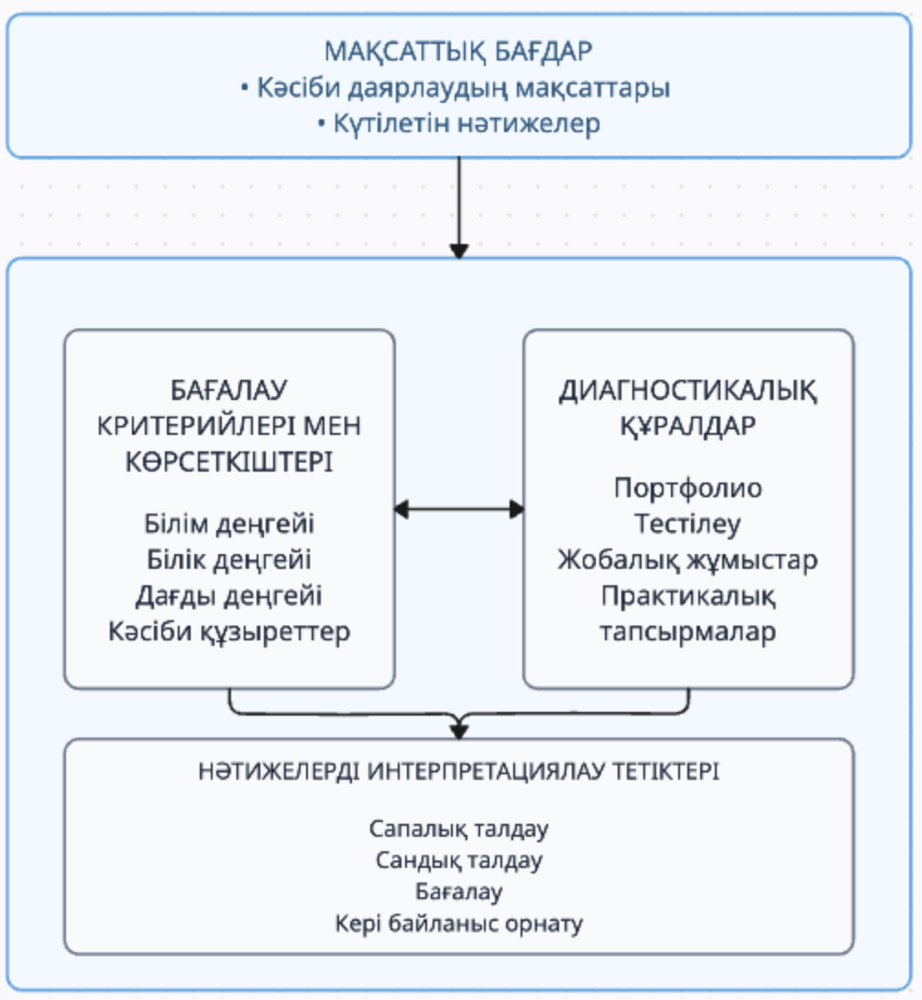 МАҚСАТТЫҚ БАҒДАР
• Кәсіби даярлаудың мақсаттары
• Күтілетін нәтижелер
БАҒАЛАУ
КРИТЕРИЙЛЕРІ МЕН
КӨРСЕТКІШТЕРІ
Білім деңгейі
Білік деңгейі
Дағды деңгейі
Кәсіби құзыреттер
ДИАГНОСТИКАЛЫҚ
ҚҰРАЛДАР
Портфолио
Тестілеу
Жобалық жұмыстар
Практикалық
тапсырмалар
НӘТИЖЕЛЕРДІ ИНТЕРПРЕТАЦИЯЛАУ ТЕТІКТЕРІ
Сапалық талдау
Сандық талдау
Бағалау
Кері байланыс орнату